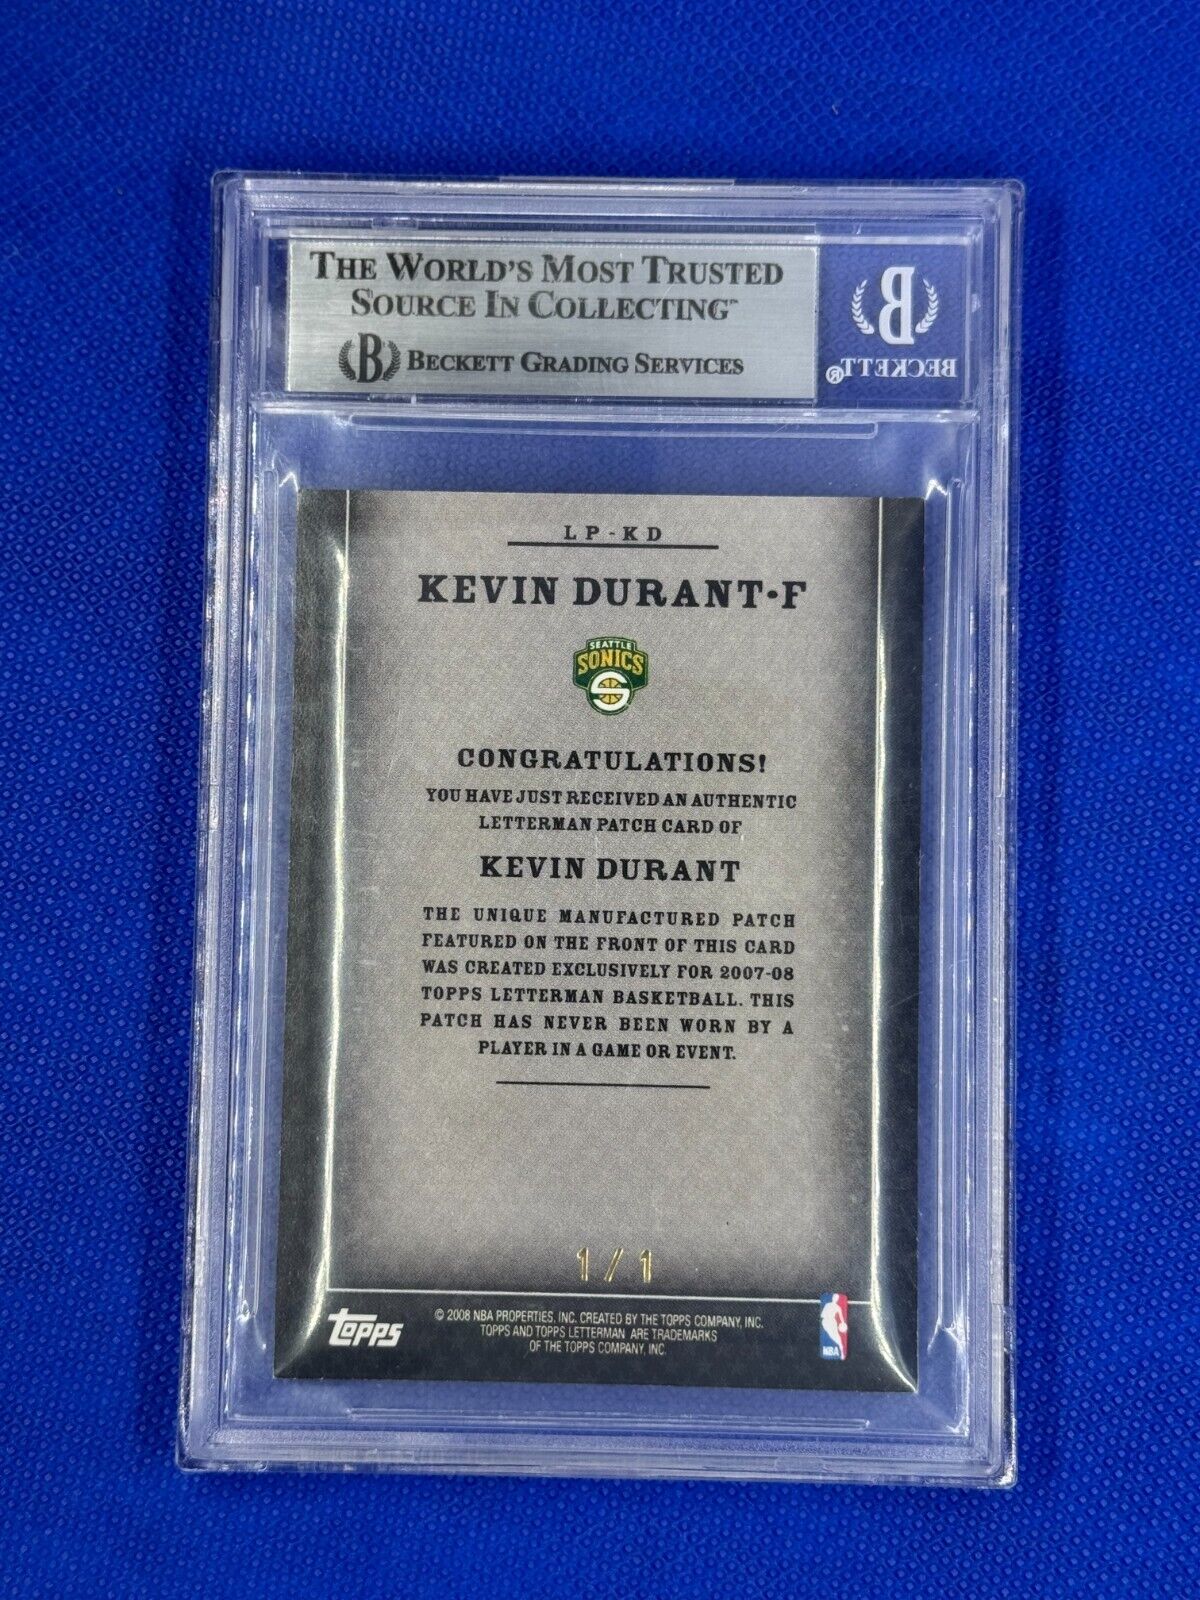 THE WORLD'S MOST TRUSTED
SOURCE IN COLLECTING™
B BECKETT GRADING SERVICES
B
BECKETT®
LP-KD
KEVIN DURANT•F
SEATTLE
SONICS
S
CONGRATULATIONS!
YOU HAVE JUST RECEIVED AN AUTHENTIC
LETTERMAN PATCH CARD OF
KEVIN DURANT
THE UNIQUE MANUFACTURED PATCH
FEATURED ON THE FRONT OF THIS CARD
WAS CREATED EXCLUSIVELY FOR 2007-08
TOPPS LETTERMAN BASKETBALL. THIS
PATCH HAS NEVER BEEN WORN BY A
PLAYER IN A GAME OR EVENT.
1/1
topps
© 2008 NBA PROPERTIES, INC. CREATED BY THE TOPPS COMPANY, INC.
TOPPS AND TOPPS LETTERMAN ARE TRADEMARKS
OF THE TOPPS COMPANY, INC.
NBA